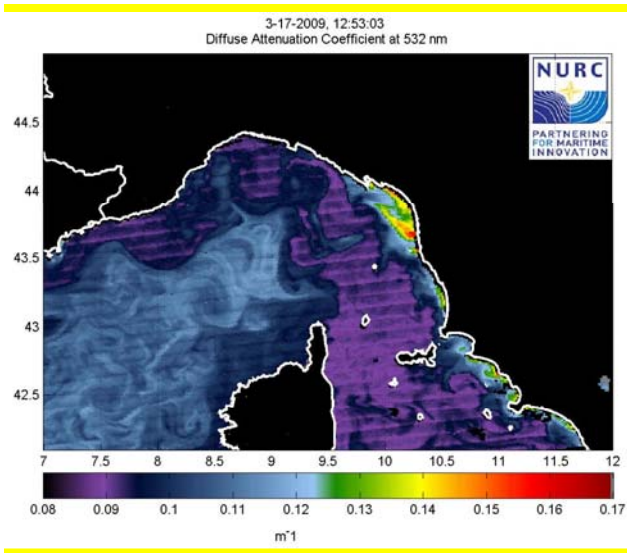 3-17-2009, 12:53:03
Diffuse Attenuation Coefficient at 532 nm
NURC
PARTNERING
FOR MARITIME
INNOVATION
44.5
44
43.5
43
42.5
7 7.5 8 8.5 9 9.5 10 10.5 11 11.5 12
0.08 0.09 0.1 0.11 0.12 0.13 0.14 0.15 0.16 0.17
m⁻1